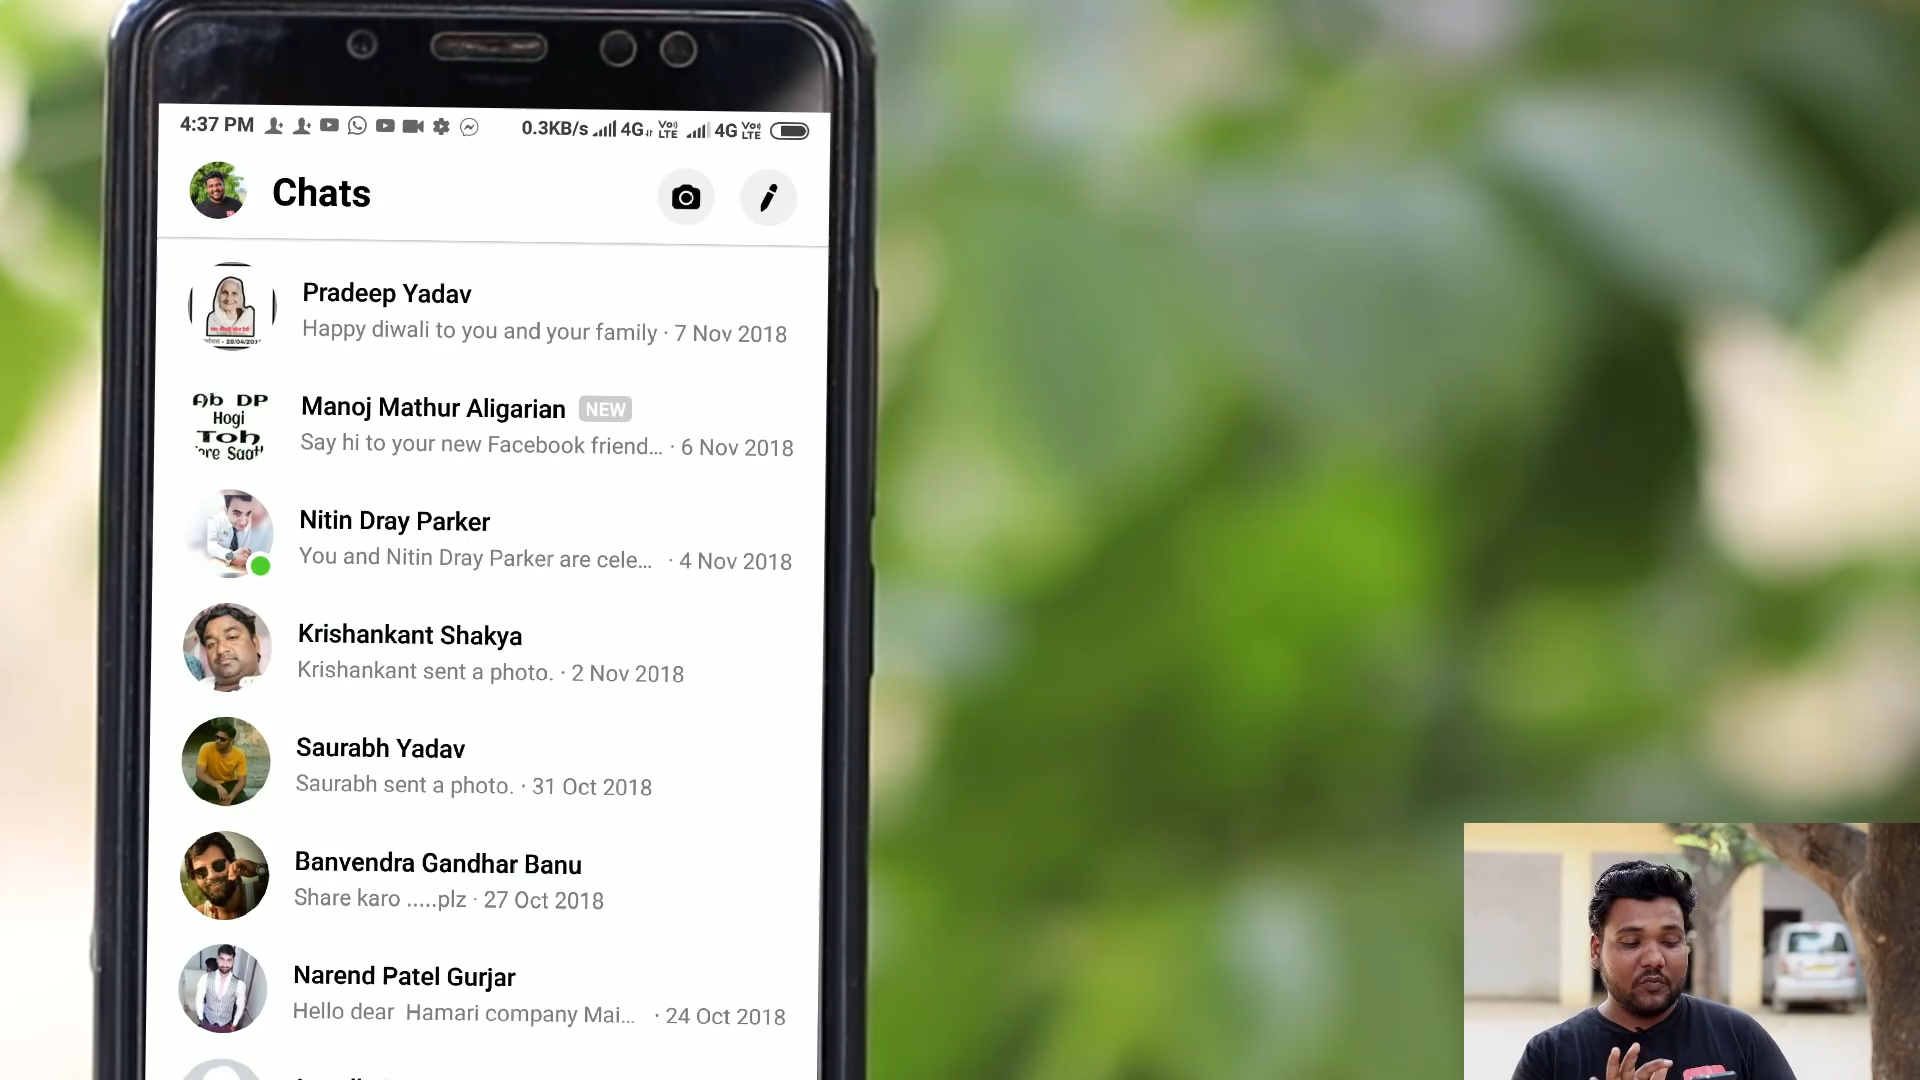 4:37 PM 0.3KB/s 4G Vo) LTE 4G Vo) LTE
Chats
Pradeep Yadav
Happy diwali to you and your family · 7 Nov 2018
Ab DP
Hogi
Toh
Manoj Mathur Aligarian NEW
Say hi to your new Facebook friend... · 6 Nov 2018
Nitin Dray Parker
You and Nitin Dray Parker are cele... · 4 Nov 2018
Krishankant Shakya
Krishankant sent a photo. · 2 Nov 2018
Saurabh Yadav
Saurabh sent a photo. · 31 Oct 2018
Banvendra Gandhar Banu
Share karo .....plz · 27 Oct 2018
Narend Patel Gurjar
Hello dear Hamari company Mai... · 24 Oct 2018